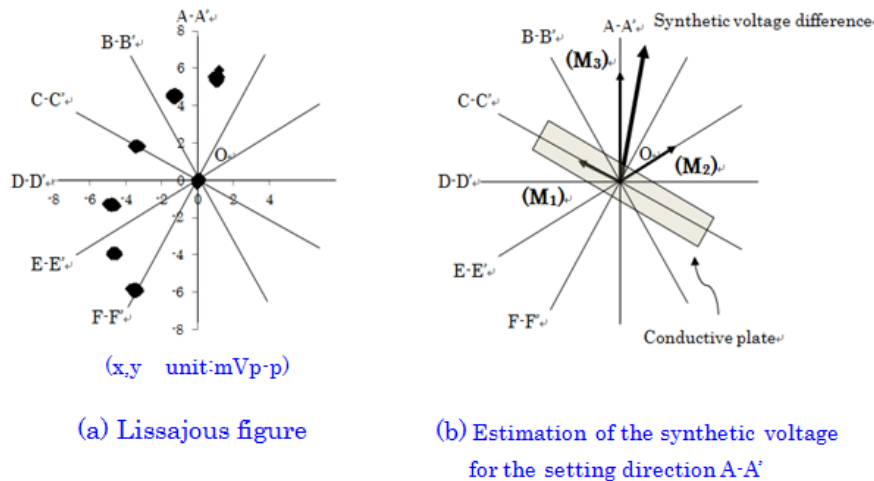 A-A'
B-B'
C-C'
D-D'
E-E'
F-F'
O
8
6
4
2
0
-2
-4
-6
-8
-8 -6 -4 -2 0 2 4
(x,y unit:mVp-p)
(a) Lissajous figure
Synthetic voltage difference
A-A'
B-B'
C-C'
D-D'
E-E'
F-F'
(M3)
O
(M2)
(M1)
Conductive plate
(b) Estimation of the synthetic voltage
for the setting direction A-A'